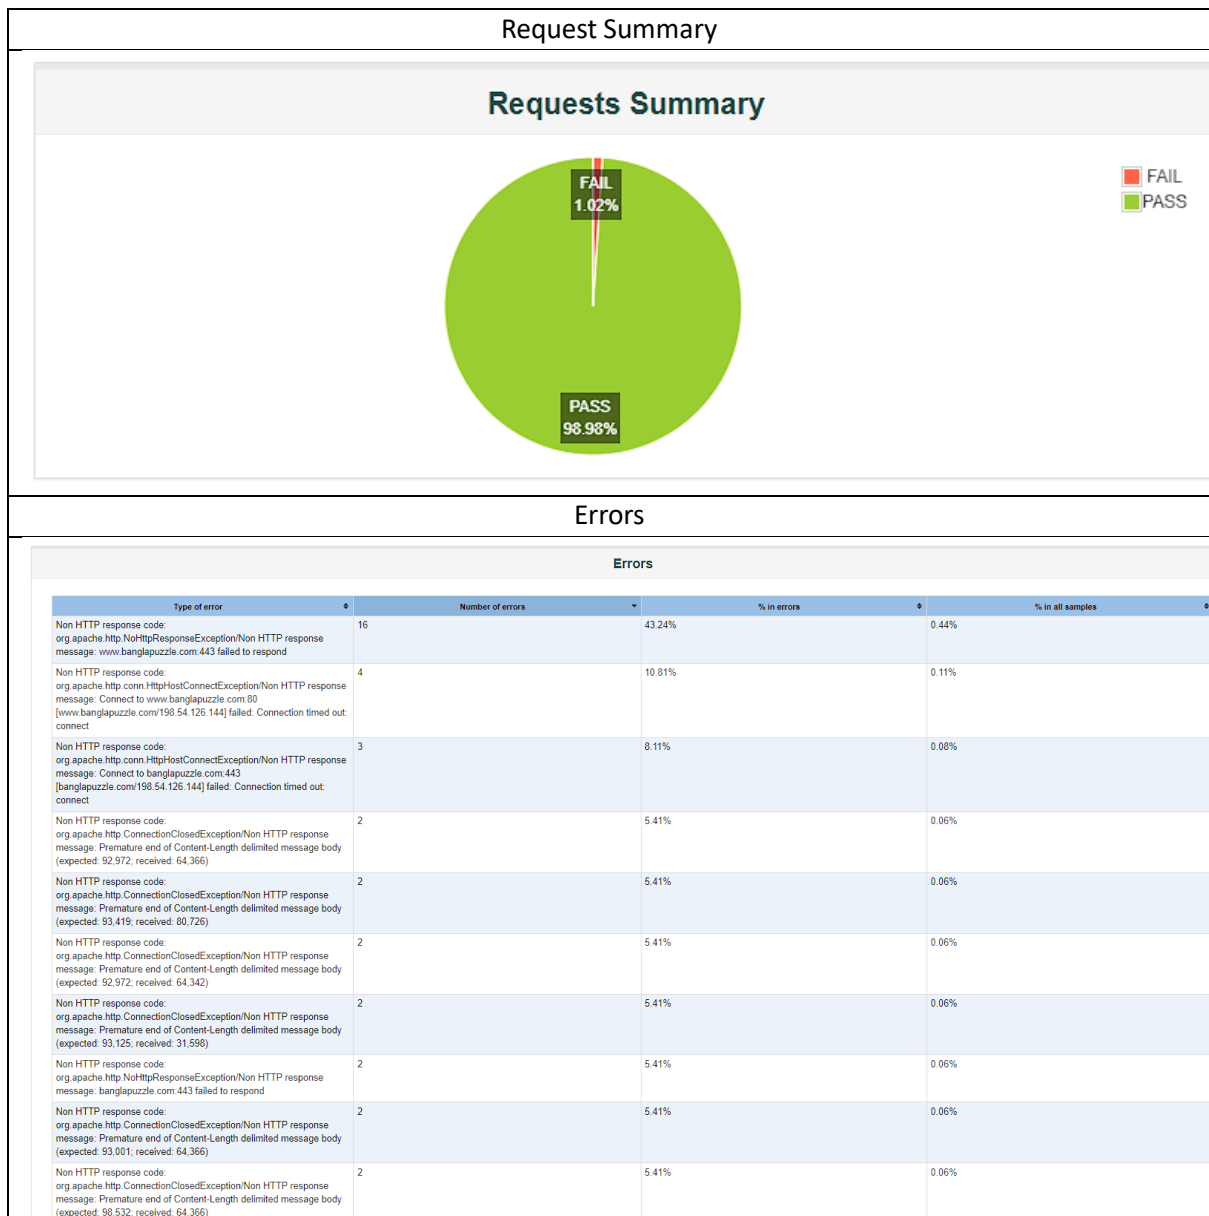 Request Summary
Requests Summary
FAIL
1.02%
PASS
98.98%
FAIL
PASS
Errors
Errors
Type of error
Number of errors
% in errors
% in all samples
Non HTTP response code:
org.apache.http.NoHttpResponseException/Non HTTP response
message: www.banglapuzzle.com:443 failed to respond
16
43.24%
0.44%
Non HTTP response code:
org.apache.http.conn.HttpHostConnectException/Non HTTP response
message: Connect to www.banglapuzzle.com:80
[www.banglapuzzle.com/198.54.126.144] failed: Connection timed out:
connect
4
10.81%
0.11%
Non HTTP response code:
org.apache.http.conn.HttpHostConnectException/Non HTTP response
message: Connect to banglapuzzle.com:443
[banglapuzzle.com/198.54.126.144] failed: Connection timed out:
connect
3
8.11%
0.08%
Non HTTP response code:
org.apache.http.ConnectionClosedException/Non HTTP response
message: Premature end of Content-Length delimited message body
(expected: 92,972; received: 64,366)
2
5.41%
0.06%
Non HTTP response code:
org.apache.http.ConnectionClosedException/Non HTTP response
message: Premature end of Content-Length delimited message body
(expected: 93,419; received: 80,726)
2
5.41%
0.06%
Non HTTP response code:
org.apache.http.ConnectionClosedException/Non HTTP response
message: Premature end of Content-Length delimited message body
(expected: 92,972; received: 64,342)
2
5.41%
0.06%
Non HTTP response code:
org.apache.http.ConnectionClosedException/Non HTTP response
message: Premature end of Content-Length delimited message body
(expected: 93,125; received: 31,598)
2
5.41%
0.06%
Non HTTP response code:
org.apache.http.NoHttpResponseException/Non HTTP response
message: banglapuzzle.com:443 failed to respond
2
5.41%
0.06%
Non HTTP response code:
org.apache.http.ConnectionClosedException/Non HTTP response
message: Premature end of Content-Length delimited message body
(expected: 93,001; received: 64,366)
2
5.41%
0.06%
Non HTTP response code:
org.apache.http.ConnectionClosedException/Non HTTP response
message: Premature end of Content-Length delimited message body
(expected: 98,532; received: 64,366)
2
5.41%
0.06%